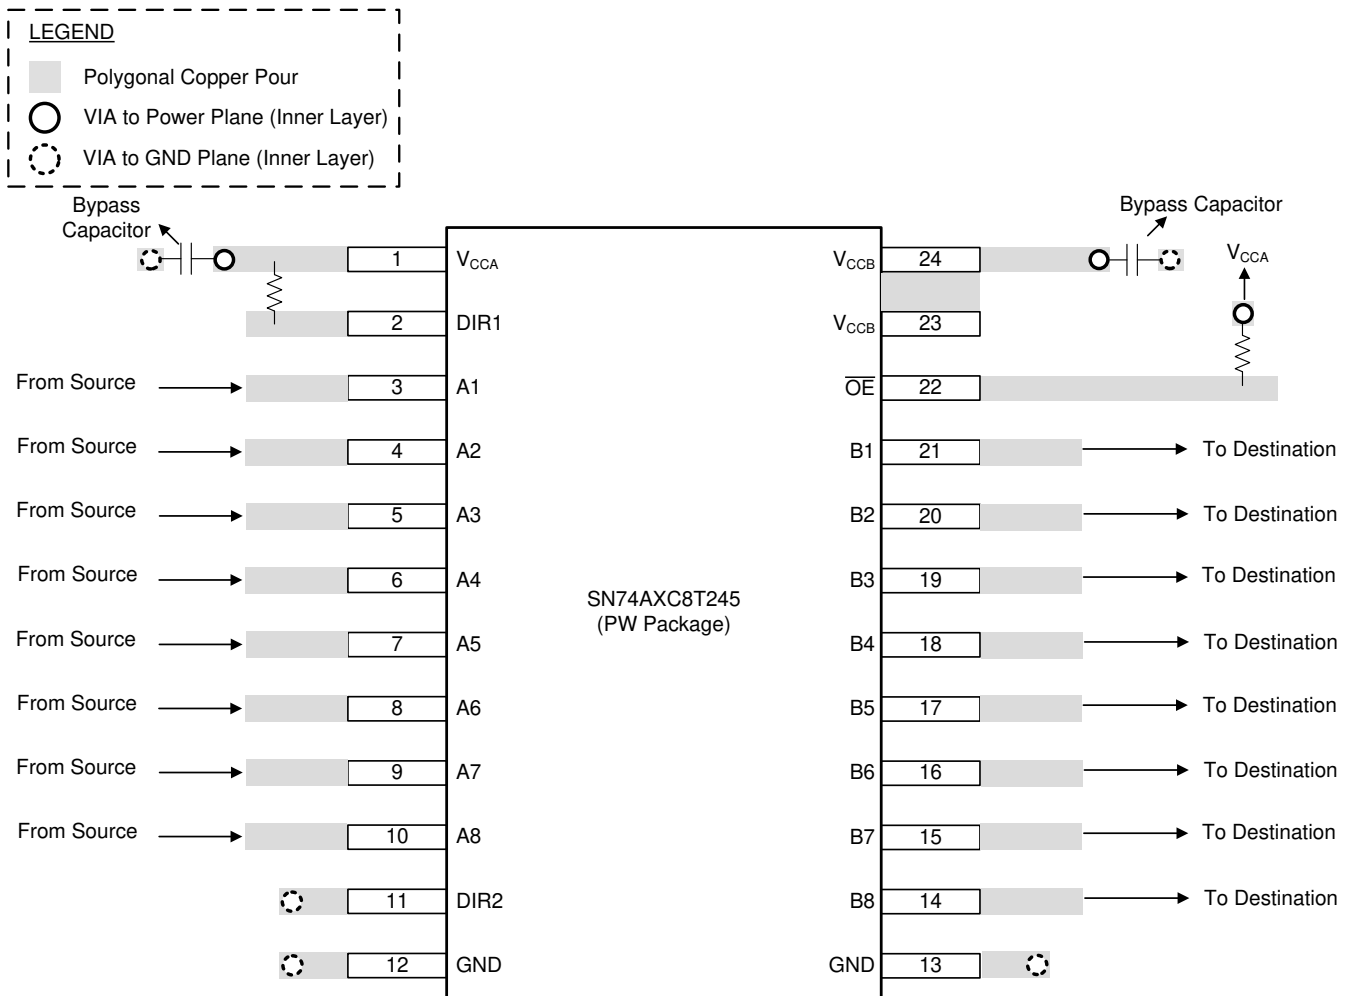 LEGEND
Polygonal Copper Pour
VIA to Power Plane (Inner Layer)
VIA to GND Plane (Inner Layer)
Bypass
Capacitor
Bypass Capacitor
VCCA
1 VCCA
VCCB 24
2 DIR1
VCCB 23
From Source 3 A1
OE 22
From Source 4 A2
B1 21 To Destination
From Source 5 A3
B2 20 To Destination
From Source 6 A4
B3 19 To Destination
SN74AXC8T245
(PW Package)
From Source 7 A5
B4 18 To Destination
From Source 8 A6
B5 17 To Destination
From Source 9 A7
B6 16 To Destination
From Source 10 A8
B7 15 To Destination
11 DIR2
B8 14 To Destination
12 GND
GND 13